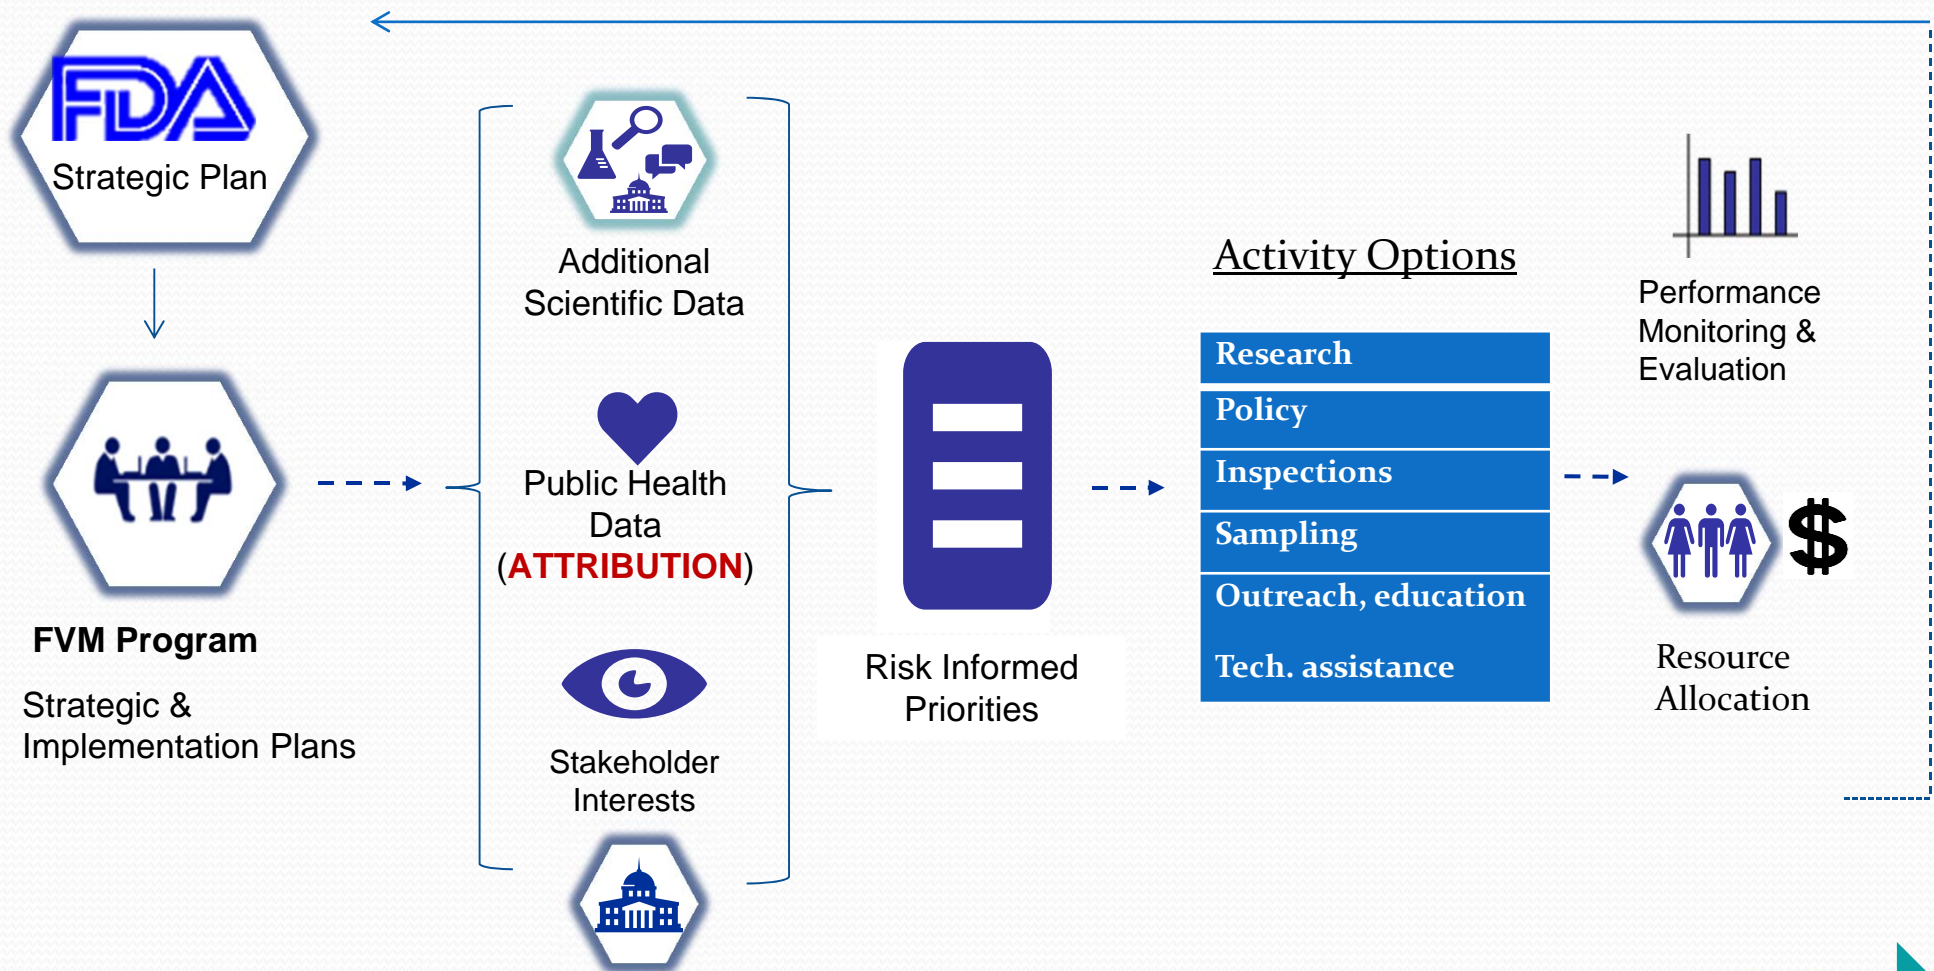 FDA
Strategic Plan
FVM Program
Strategic &
Implementation Plans
Additional
Scientific Data
Public Health
Data
(ATTRIBUTION)
Stakeholder
Interests
Risk Informed
Priorities
Activity Options
Research
Policy
Inspections
Sampling
Outreach, education
Tech. assistance
Performance
Monitoring &
Evaluation
$
Resource
Allocation